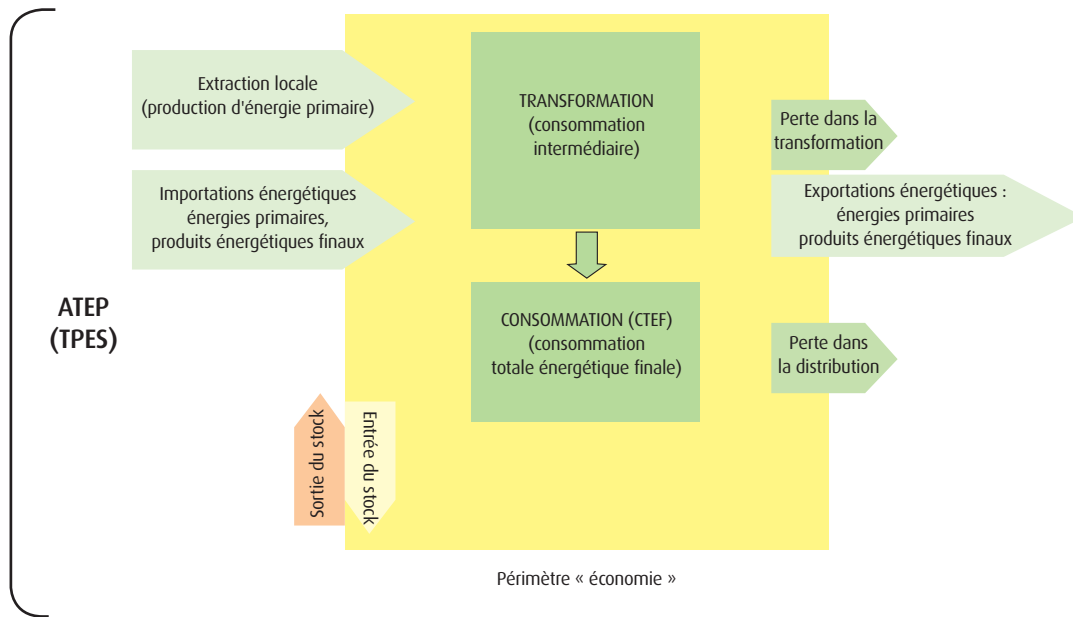 Extraction locale
(production d'énergie primaire)
Importations énergétiques
énergies primaires,
produits énergétiques finaux
ATEP
(TPES)
TRANSFORMATION
(consommation
intermédiaire)
CONSOMMATION (CTEF)
(consommation
totale énergétique finale)
Perte dans la
transformation
Exportations énergétiques :
énergies primaires
produits énergétiques finaux
Perte dans
la distribution
Sortie du stock
Entrée du stock
Périmètre « économie »